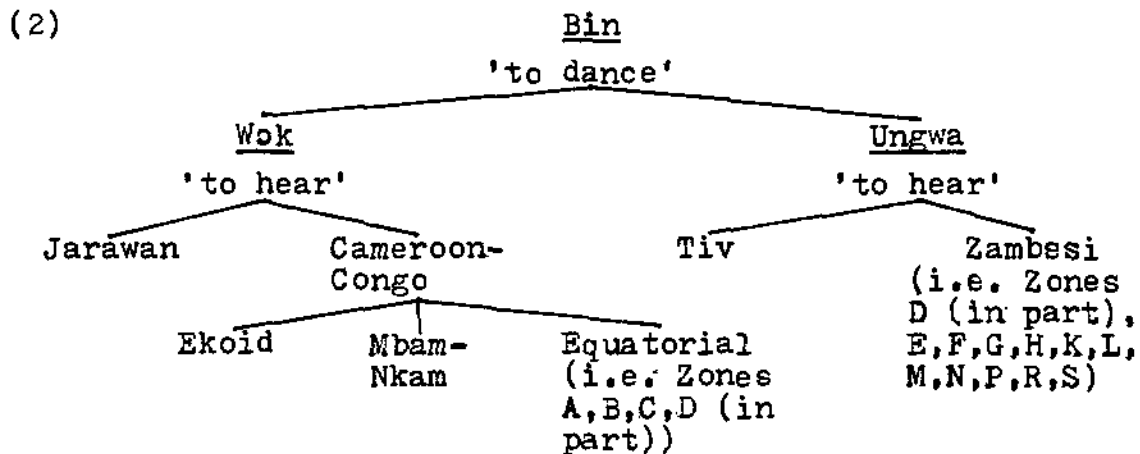 (2) Bin
'to dance'
Wok Ungwa
'to hear' 'to hear'
Jarawan Cameroon- Tiv Zambesi
Congo (i.e. Zones
D (in part),
Ekoid Mbam- Equatorial E,F,G,H,K,L,
Nkam (i.e. Zones M,N,P,R,S)
A,B,C,D (in
part))